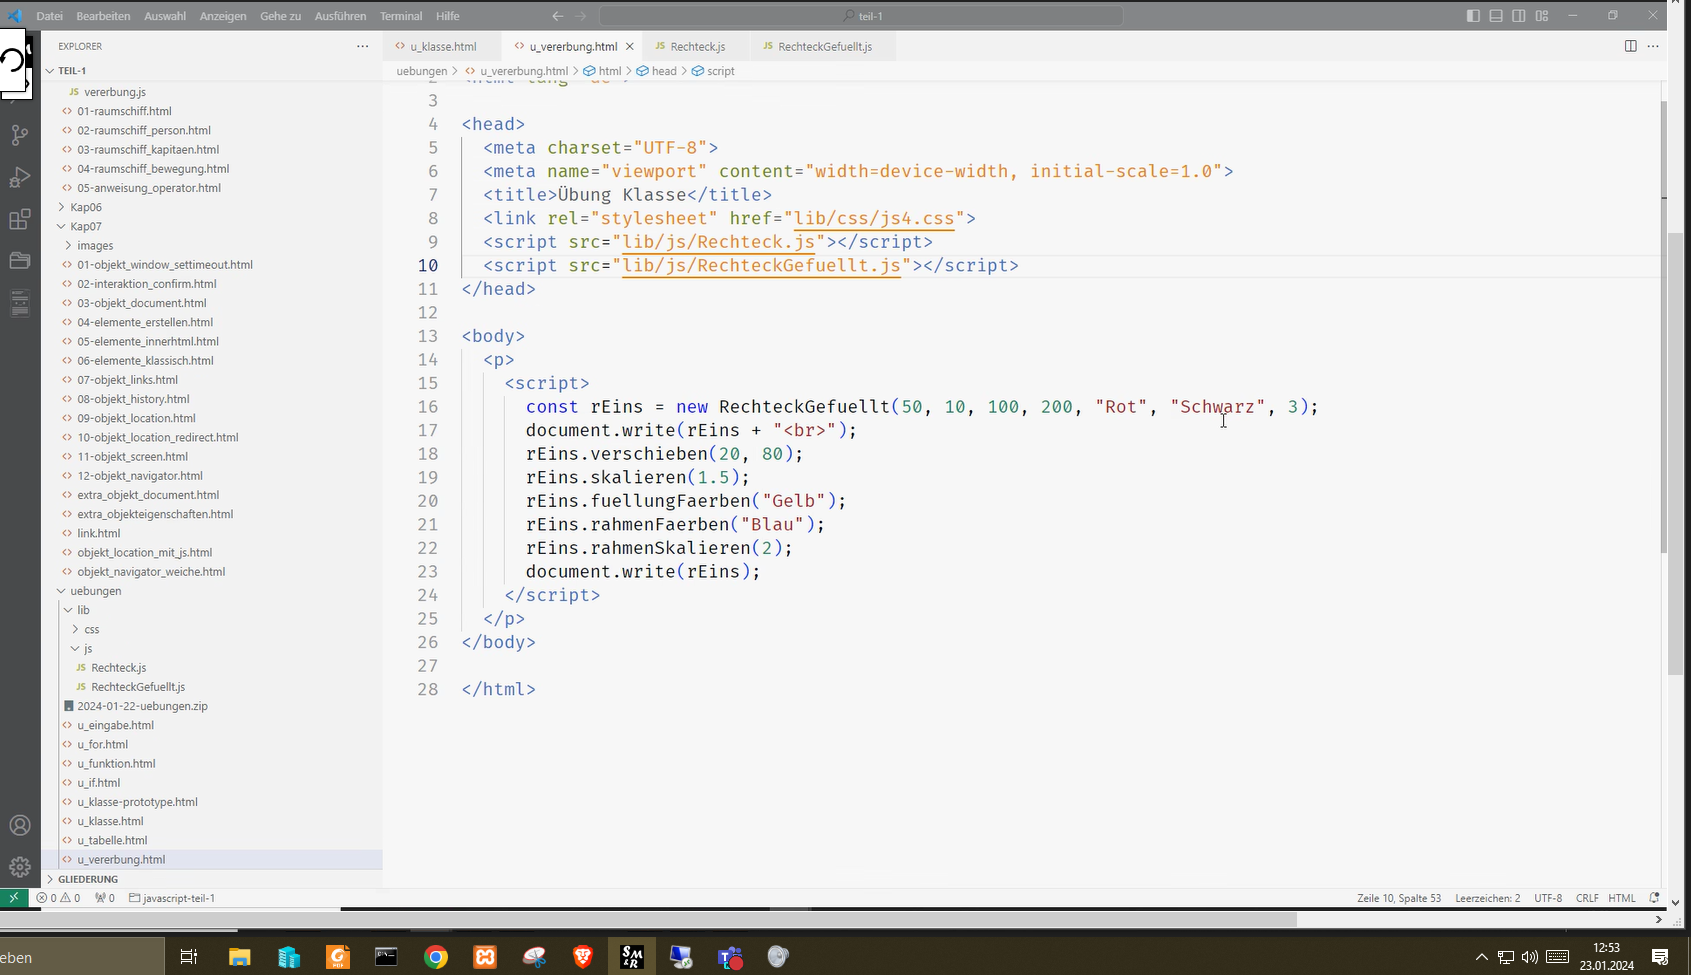 Datei Bearbeiten Auswahl Anzeigen Gehe zu Ausführen Terminal Hilfe
teil-1
EXPLORER
TEIL-1
vererbung.js
01-raumschiff.html
02-raumschiff_person.html
03-raumschiff_kapitaen.html
04-raumschiff_bewegung.html
05-anweisung_operator.html
Kap06
Kap07
images
01-objekt_window_settimeout.html
02-interaktion_confirm.html
03-objekt_document.html
04-elemente_erstellen.html
05-elemente_innerhtml.html
06-elemente_klassisch.html
07-objekt_links.html
08-objekt_history.html
09-objekt_location.html
10-objekt_location_redirect.html
11-objekt_screen.html
12-objekt_navigator.html
extra_objekt_document.html
extra_objekteigenschaften.html
link.html
objekt_location_mit_js.html
objekt_navigator_weiche.html
uebungen
lib
css
js
JS Rechteck.js
JS RechteckGefuellt.js
2024-01-22-uebungen.zip
u_eingabe.html
u_for.html
u_funktion.html
u_if.html
u_klasse-prototype.html
u_klasse.html
u_tabelle.html
u_vererbung.html
GLIEDERUNG
u_klasse.html u_vererbung.html JS Rechteck.js JS RechteckGefuellt.js
uebungen > u_vererbung.html > html > head > script
3
4 <head>
5 <meta charset="UTF-8">
6 <meta name="viewport" content="width=device-width, initial-scale=1.0">
7 <title>Übung Klasse</title>
8 <link rel="stylesheet" href="lib/css/js4.css">
9 <script src="lib/js/Rechteck.js"></script>
10 <script src="lib/js/RechteckGefuellt.js"></script>
11 </head>
12
13 <body>
14 <p>
15 <script>
16 const rEins = new RechteckGefuellt(50, 10, 100, 200, "Rot", "Schwarz", 3);
17 document.write(rEins + "<br>");
18 rEins.verschieben(20, 80);
19 rEins.skalieren(1.5);
20 rEins.fuellungFaerben("Gelb");
21 rEins.rahmenFaerben("Blau");
22 rEins.rahmenSkalieren(2);
23 document.write(rEins);
24 </script>
25 </p>
26 </body>
27
28 </html>
0 0 0 javascript-teil-1 Zeile 10, Spalte 53 Leerzeichen: 2 UTF-8 CRLF HTML
eben
12:53
23.01.2024